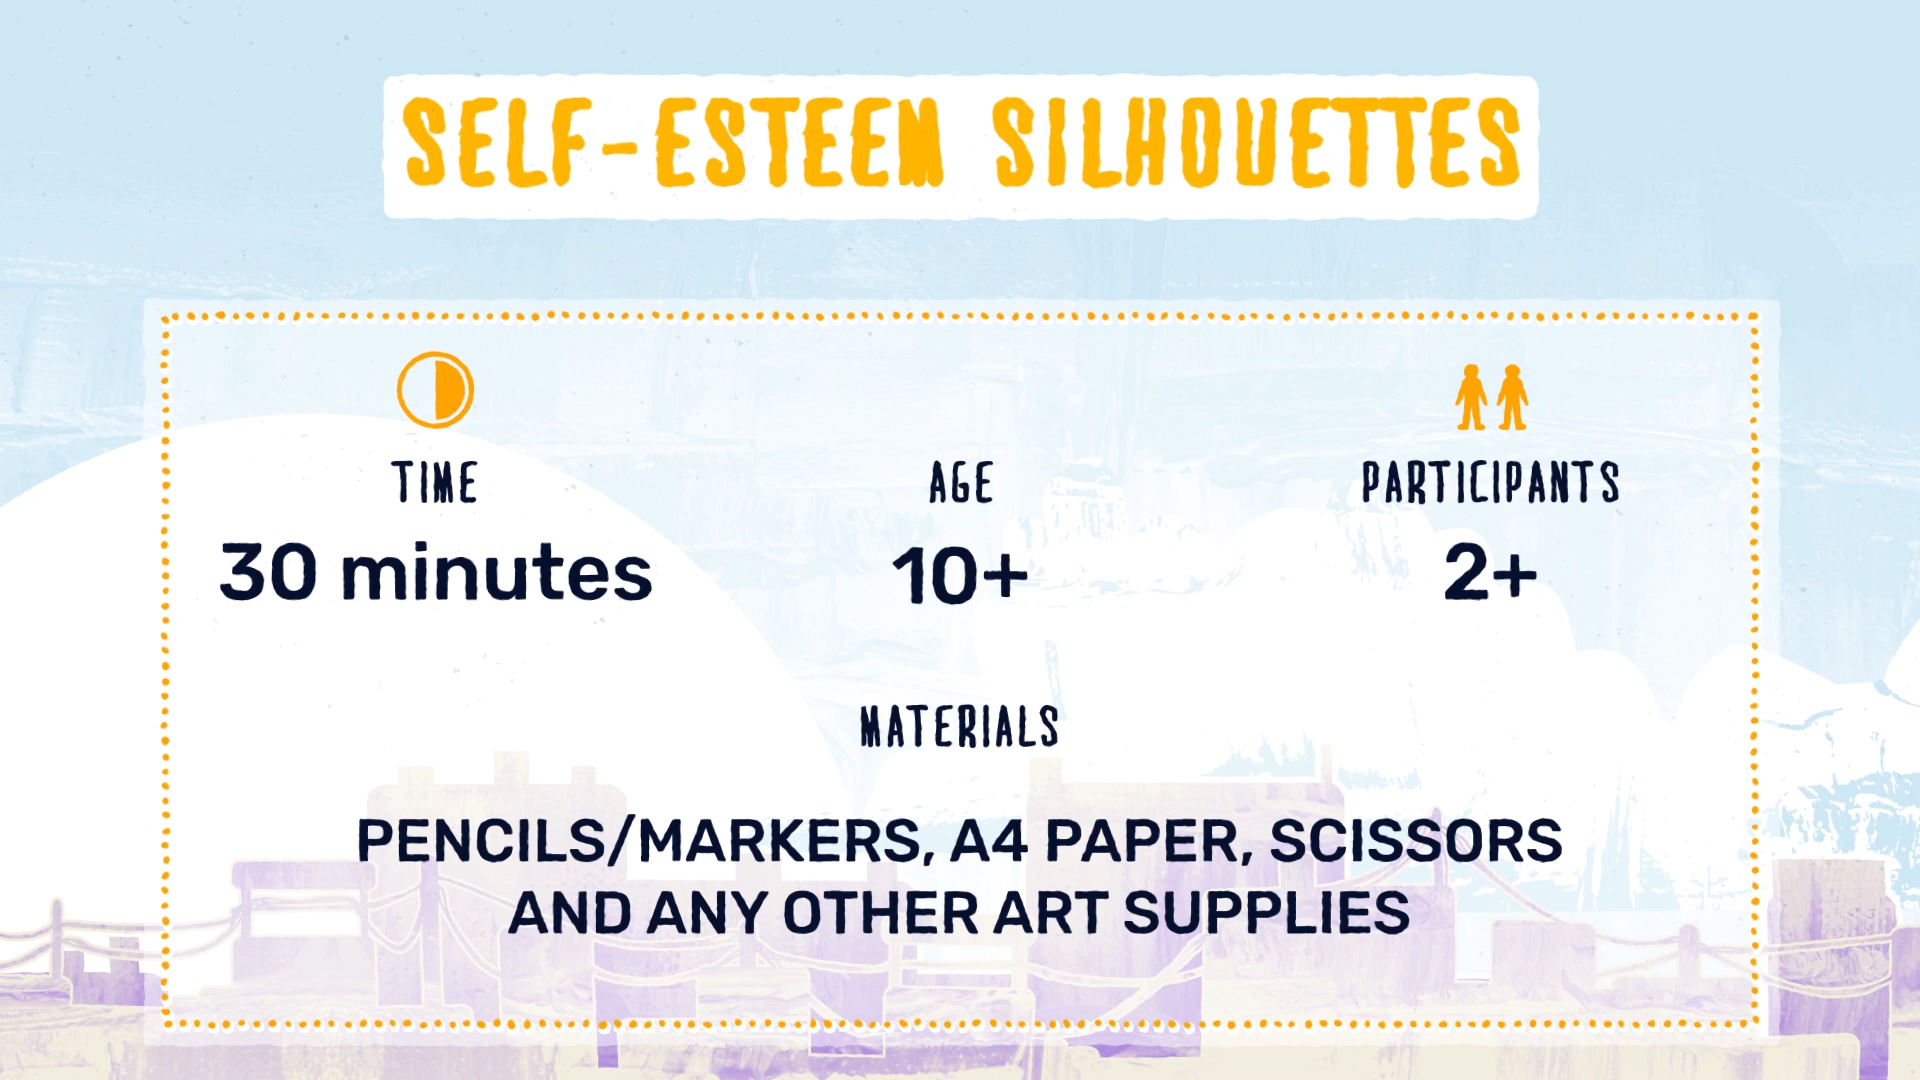 SELF-ESTEEM SILHOUETTES
TIME
AGE
PARTICIPANTS
30 minutes
10+
2+
MATERIALS
PENCILS/MARKERS, A4 PAPER, SCISSORS
AND ANY OTHER ART SUPPLIES